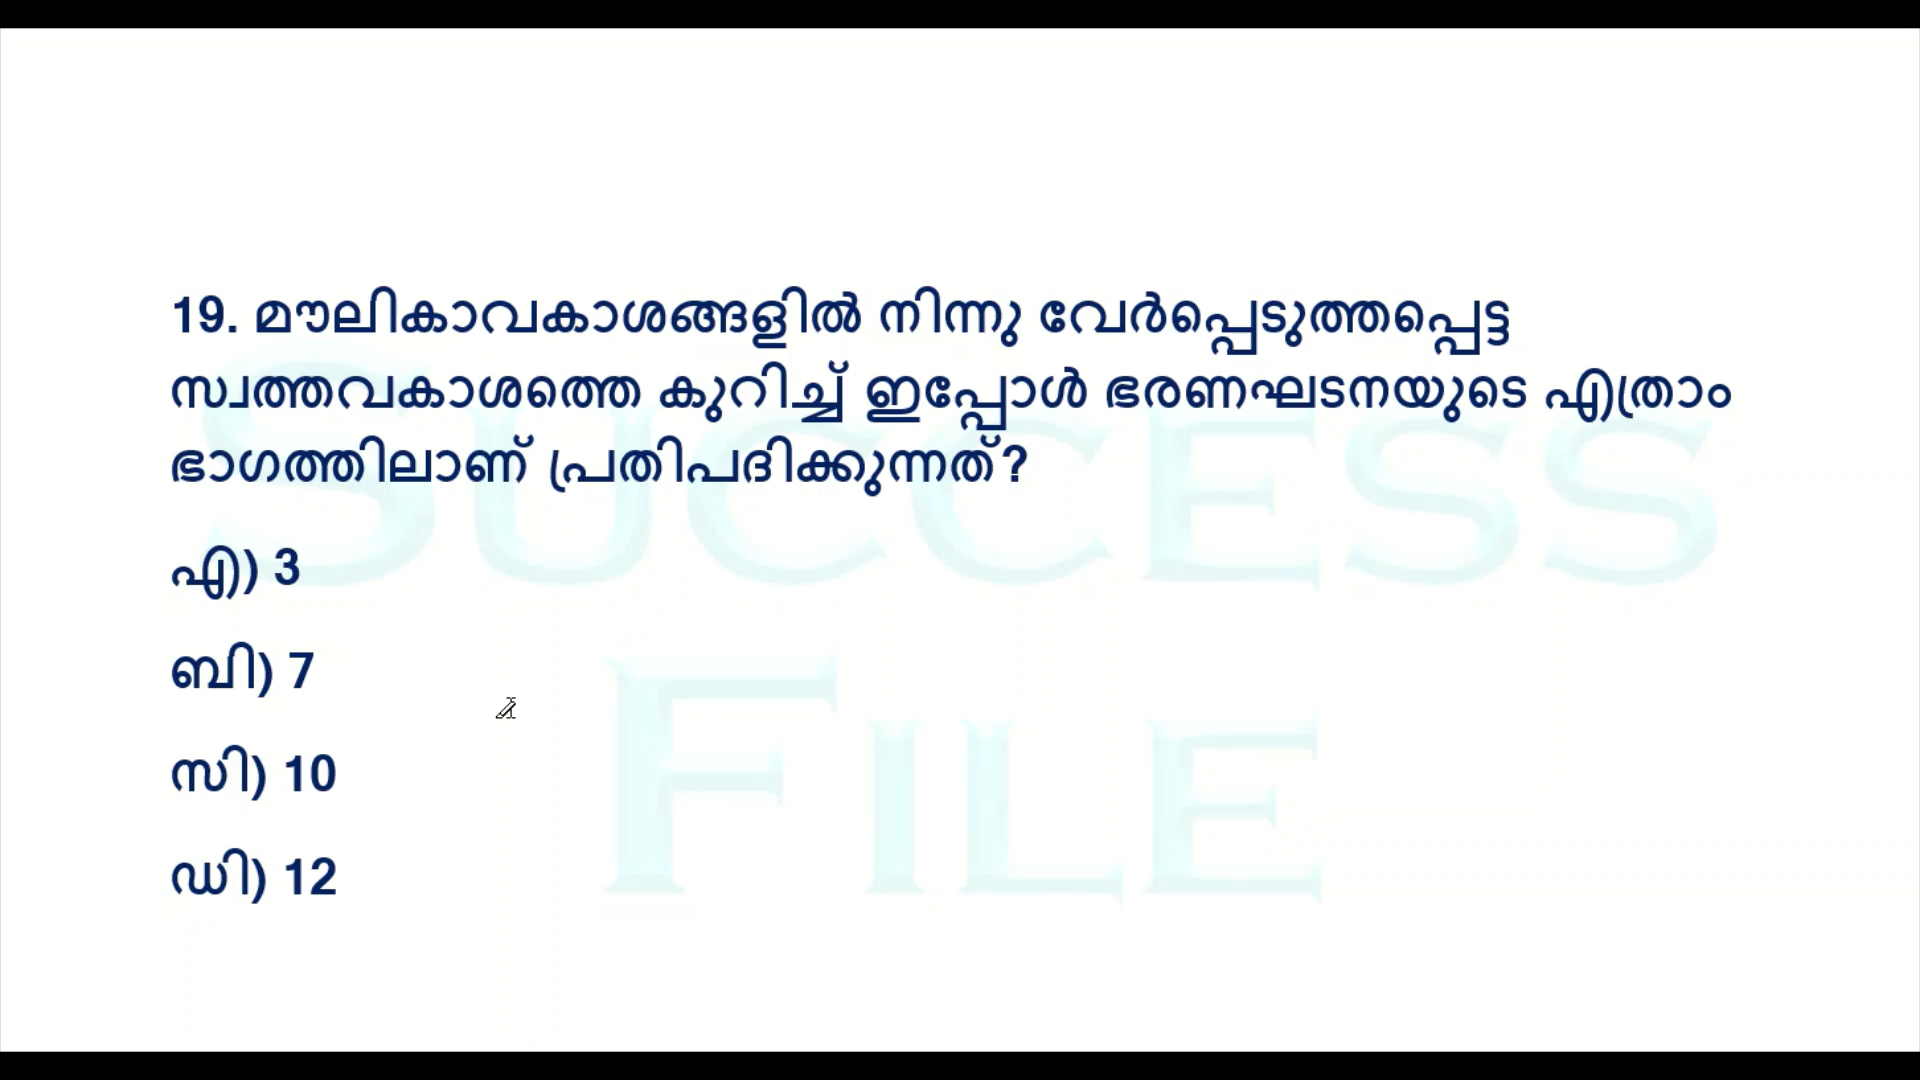 19. മൗലികാവകാശങ്ങളിൽ നിന്നു വേർപ്പെടുത്തപ്പെട്ട
സ്വത്തവകാശത്തെ കുറിച്ച് ഇപ്പോൾ ഭരണഘടനയുടെ എത്രാം
ഭാഗത്തിലാണ് പ്രതിപദിക്കുന്നത്?
എ) 3
ബി) 7
സി) 10
ഡി) 12
SUCCESS
FILE